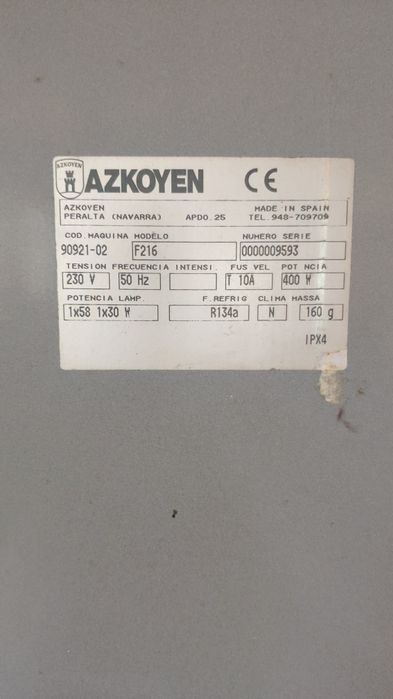 AZKOYEN
AZKOYEN CE
AZKOYEN MADE IN SPAIN
PERALTA (NAVARRA) APDO.25 TEL.948-709709
COD.MAQUINA MODELO NUMERO SERIE
90921-02 F216 0000009593
TENSION FRECUENCIA INTENSI. FUS VEL POT NCIA
230 V 50 Hz T 10A 400 W
POTENCIA LAMP. F.REFRIG CLIMA MASSA
1x58 1x30 W R134a N 160 g
IPX4